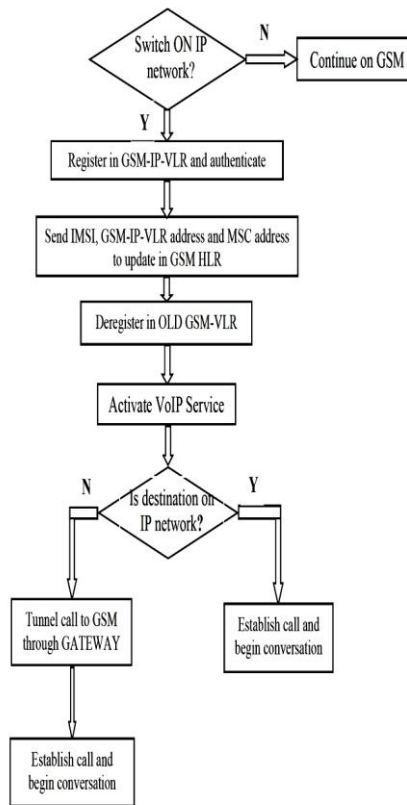 Switch ON IP
network?
N
Continue on GSM
Y
Register in GSM-IP-VLR and authenticate
Send IMSI, GSM-IP-VLR address and MSC address
to update in GSM HLR
Deregister in OLD GSM-VLR
Activate VoIP Service
N
Is destination on
IP network?
Y
Tunnel call to GSM
through GATEWAY
Establish call and
begin conversation
Establish call and
begin conversation